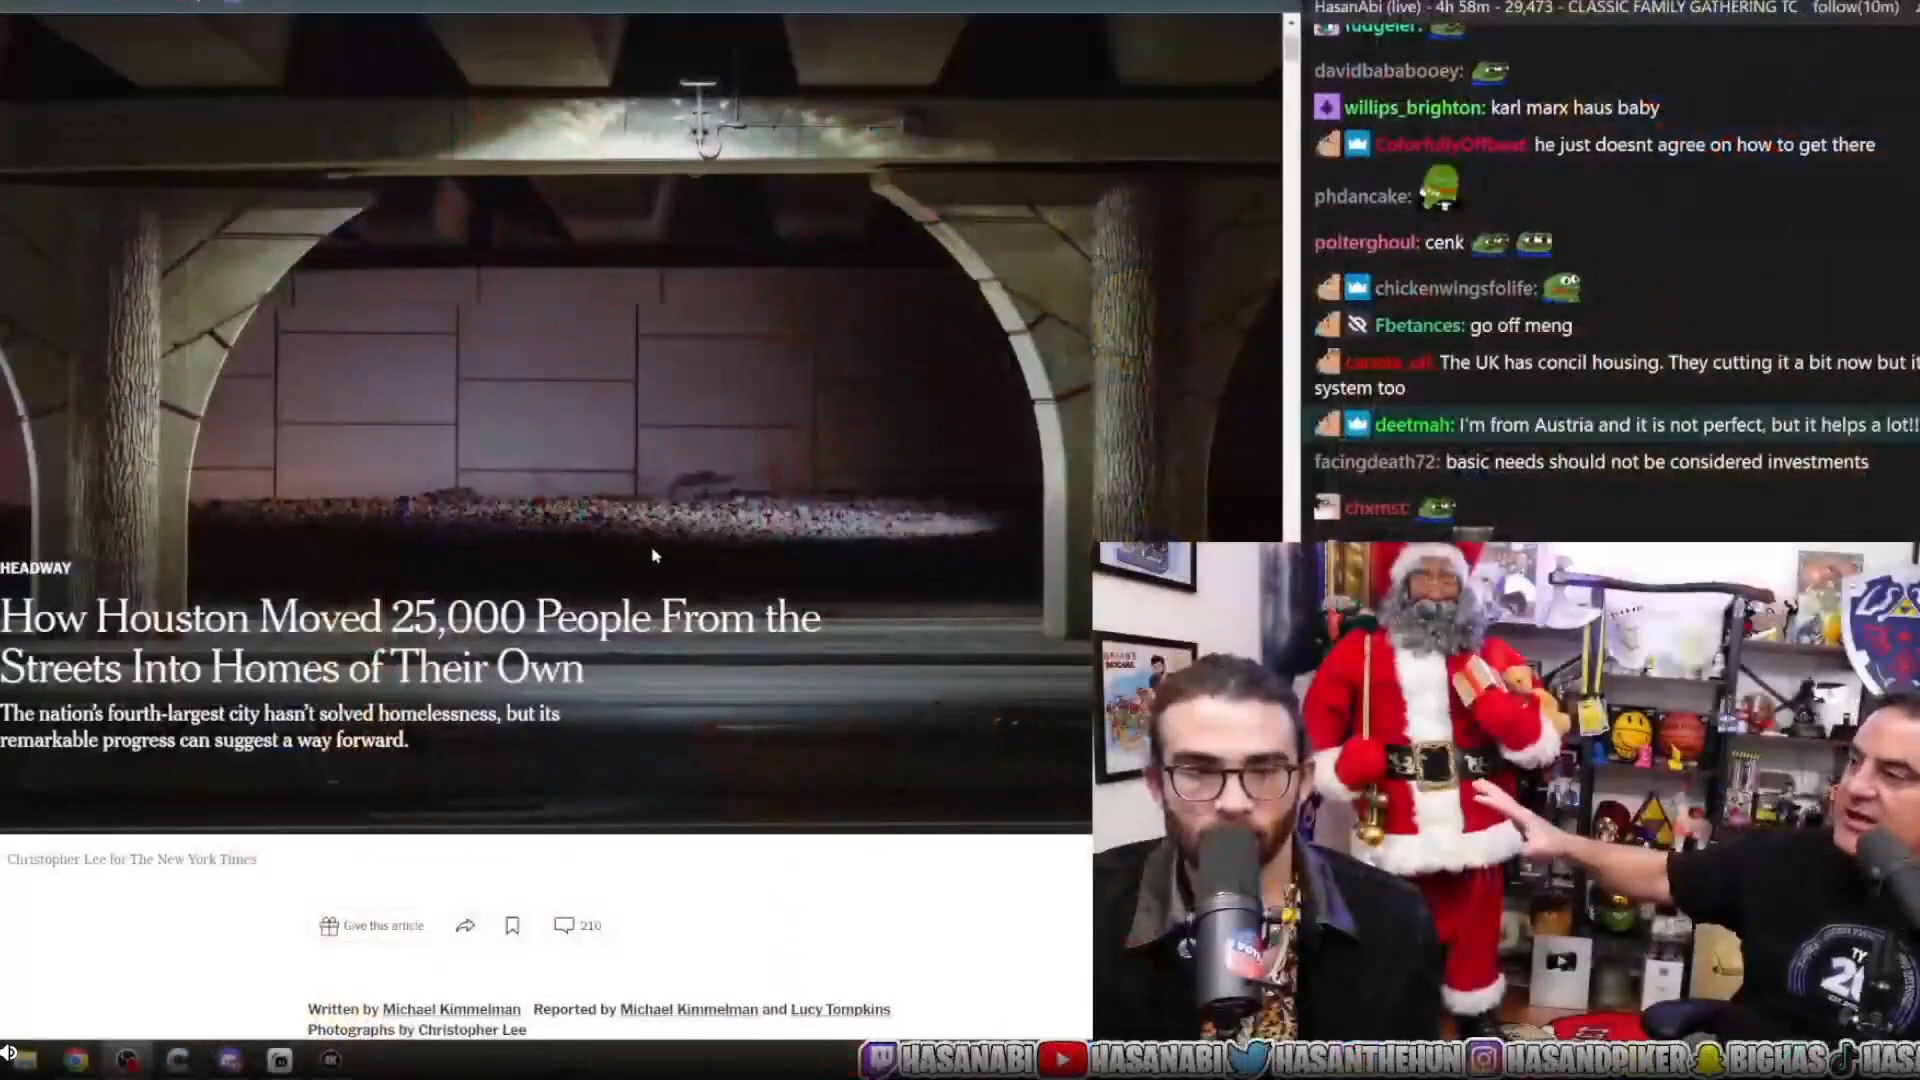 HasanAbi (live) - 4h 58m - 29,473 - CLASSIC FAMILY GATHERING TC follow(10m)
fudgeler:
davidbababooey:
willips_brighton: karl marx haus baby
ColorfullyOffbeat: he just doesnt agree on how to get there
phdancake:
polterghoul: cenk
chickenwingsfolife:
Fbetances: go off meng
The UK has concil housing. They cutting it a bit now but it
system too
deetmah: I'm from Austria and it is not perfect, but it helps a lot!!
facingdeath72: basic needs should not be considered investments
chxmst:
HEADWAY
How Houston Moved 25,000 People From the
Streets Into Homes of Their Own
The nation's fourth-largest city hasn't solved homelessness, but its
remarkable progress can suggest a way forward.
Christopher Lee for The New York Times
Give this article
210
Written by Michael Kimmelman Reported by Michael Kimmelman and Lucy Tompkins
Photographs by Christopher Lee
VOTE
TY
HASANABI HASANABI HASANTHEHUN HASANDPIKER BIGHAS HAS